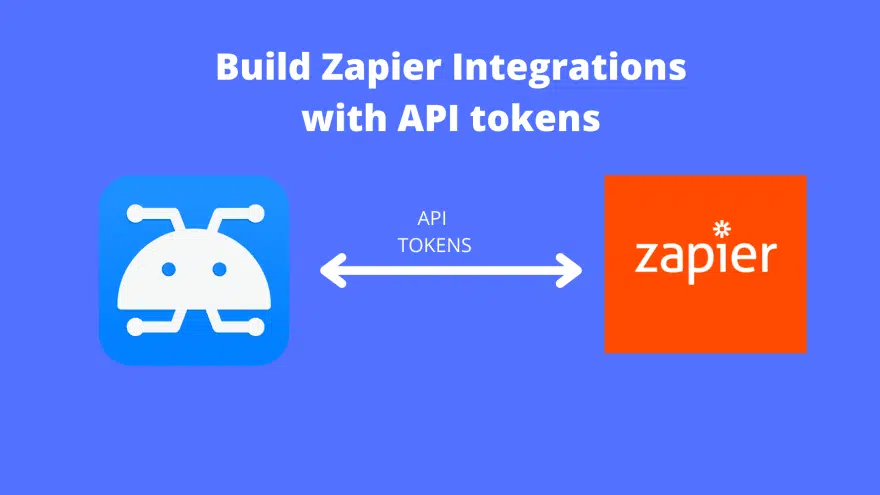 Build Zapier Integrations
with API tokens
API
TOKENS
zapier